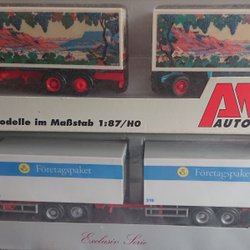 odelle im Maßstab 1:87/H0
AW
AUTO
Företagspaket
Företagspaket
Exclusiv Serie